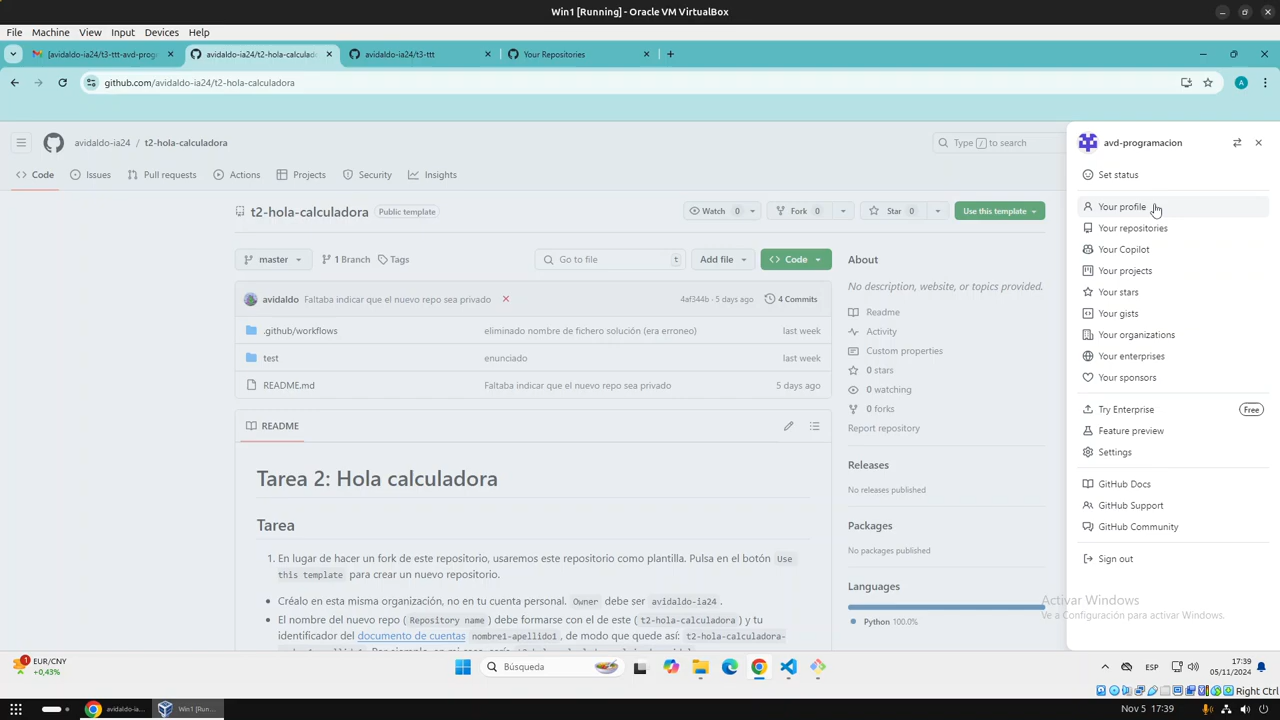 Win1 [Running] - Oracle VM VirtualBox
File Machine View Input Devices Help
[avidaldo-ia24/t3-ttt-avd-prog
avidaldo-ia24/t2-hola-calculado
avidaldo-ia24/t3-ttt
Your Repositories
github.com/avidaldo-ia24/t2-hola-calculadora
A
avidaldo-ia24 / t2-hola-calculadora
Type / to search
Code
Issues
Pull requests
Actions
Projects
Security
Insights
t2-hola-calculadora
Public template
Watch 0
Fork 0
Star 0
Use this template
master
1 Branch
Tags
Go to file
t
Add file
Code
avidaldo Faltaba indicar que el nuevo repo sea privado
4af344b · 5 days ago
4 Commits
.github/workflows
eliminado nombre de fichero solución (era erroneo)
last week
test
enunciado
last week
README.md
Faltaba indicar que el nuevo repo sea privado
5 days ago
README
Tarea 2: Hola calculadora
Tarea
1. En lugar de hacer un fork de este repositorio, usaremos este repositorio como plantilla. Pulsa en el botón Use
this template para crear un nuevo repositorio.
• Créalo en esta misma organización, no en tu cuenta personal. Owner debe ser avidaldo-ia24 .
• El nombre del nuevo repo ( Repository name ) debe formarse con el de este ( t2-hola-calculadora ) y tu
identificador del documento de cuentas nombre1-apellido1 , de modo que quede así: t2-hola-calculadora-
About
No description, website, or topics provided.
Readme
Activity
Custom properties
0 stars
0 watching
0 forks
Report repository
Releases
No releases published
Packages
No packages published
Languages
Python 100.0%
avd-programacion
Set status
Your profile
Your repositories
Your Copilot
Your projects
Your stars
Your gists
Your organizations
Your enterprises
Your sponsors
Try Enterprise
Free
Feature preview
Settings
GitHub Docs
GitHub Support
GitHub Community
Sign out
Activar Windows
Ve a Configuración para activar Windows.
1
EUR/CNY
+0,43%
Búsqueda
ESP
17:39
05/11/2024
Right Ctrl
avidaldo-ia...
Win1 [Run...
Nov 5 17:39